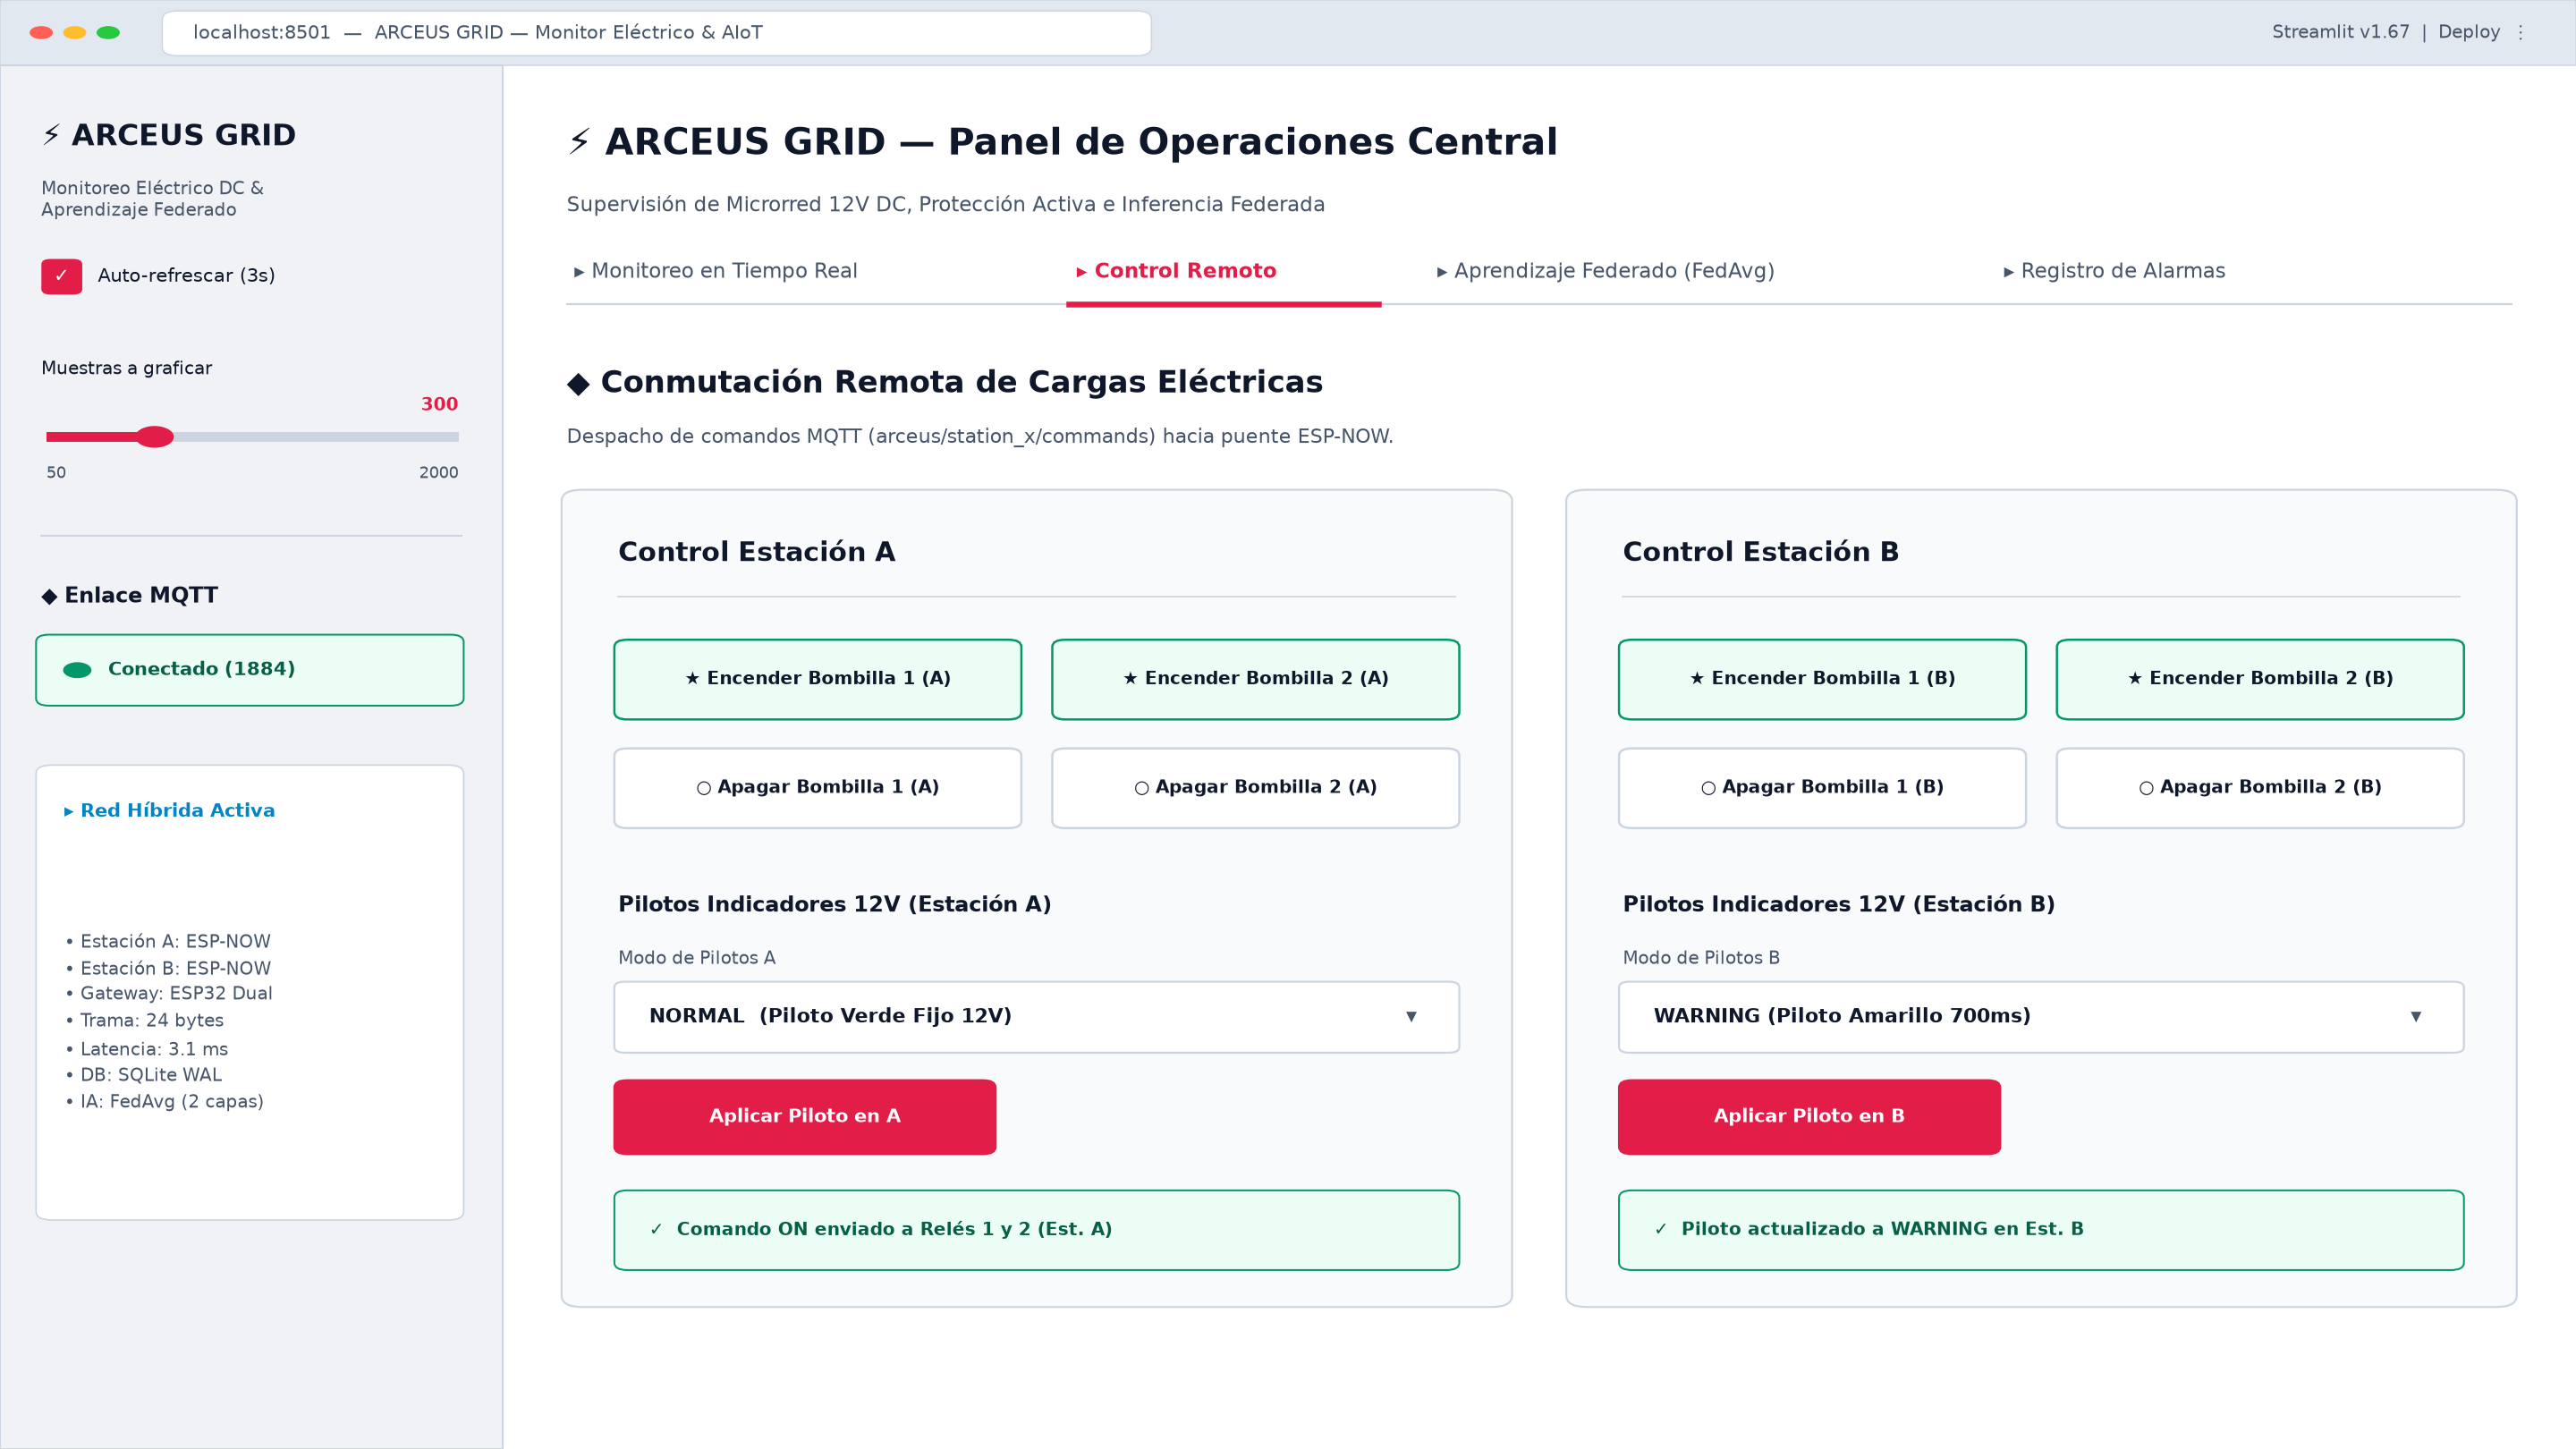 localhost:8501 — ARCEUS GRID — Monitor Eléctrico & AIoT
Streamlit v1.67 | Deploy ⋮
⚡ ARCEUS GRID
Monitoreo Eléctrico DC &
Aprendizaje Federado
✓ Auto-refrescar (3s)
Muestras a graficar
300
50 2000
◆ Enlace MQTT
Conectado (1884)
▸ Red Híbrida Activa
• Estación A: ESP-NOW
• Estación B: ESP-NOW
• Gateway: ESP32 Dual
• Trama: 24 bytes
• Latencia: 3.1 ms
• DB: SQLite WAL
• IA: FedAvg (2 capas)
⚡ ARCEUS GRID — Panel de Operaciones Central
Supervisión de Microrred 12V DC, Protección Activa e Inferencia Federada
▸ Monitoreo en Tiempo Real ▸ Control Remoto ▸ Aprendizaje Federado (FedAvg) ▸ Registro de Alarmas
◆ Conmutación Remota de Cargas Eléctricas
Despacho de comandos MQTT (arceus/station_x/commands) hacia puente ESP-NOW.
Control Estación A
★ Encender Bombilla 1 (A) ★ Encender Bombilla 2 (A)
○ Apagar Bombilla 1 (A) ○ Apagar Bombilla 2 (A)
Pilotos Indicadores 12V (Estación A)
Modo de Pilotos A
NORMAL (Piloto Verde Fijo 12V) ▼
Aplicar Piloto en A
✓ Comando ON enviado a Relés 1 y 2 (Est. A)
Control Estación B
★ Encender Bombilla 1 (B) ★ Encender Bombilla 2 (B)
○ Apagar Bombilla 1 (B) ○ Apagar Bombilla 2 (B)
Pilotos Indicadores 12V (Estación B)
Modo de Pilotos B
WARNING (Piloto Amarillo 700ms) ▼
Aplicar Piloto en B
✓ Piloto actualizado a WARNING en Est. B